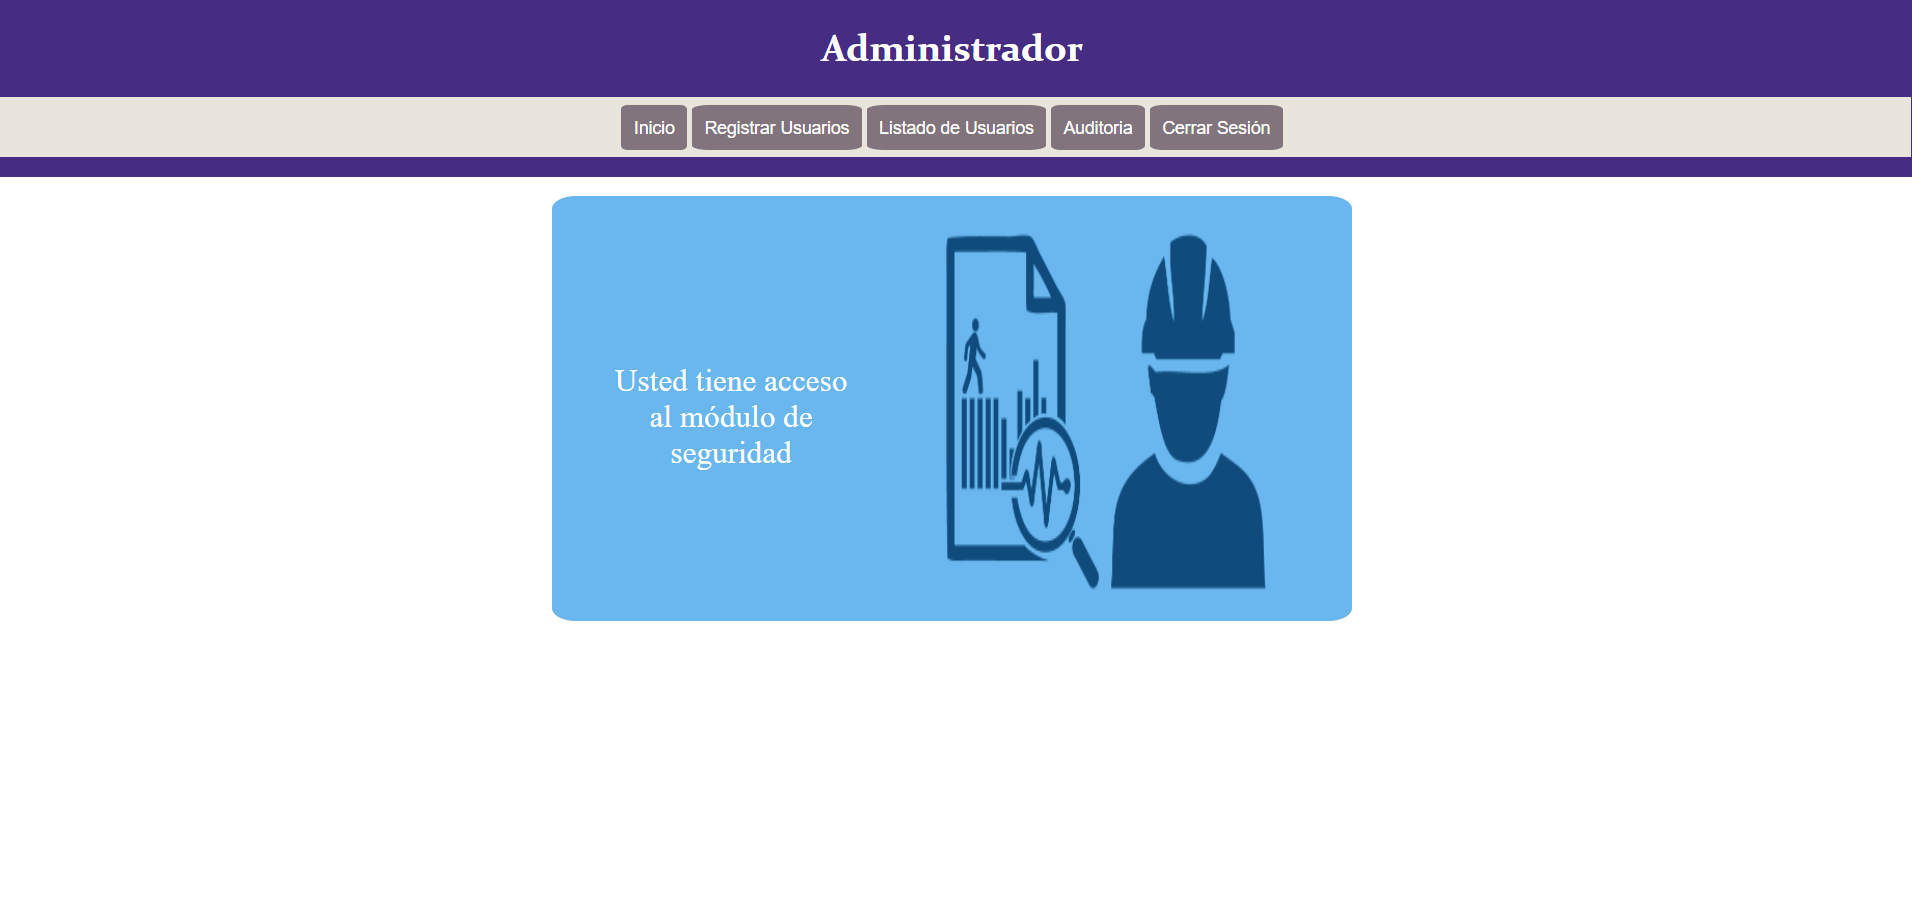 Administrador
Inicio Registrar Usuarios Listado de Usuarios Auditoria Cerrar Sesión
Usted tiene acceso
al módulo de
seguridad